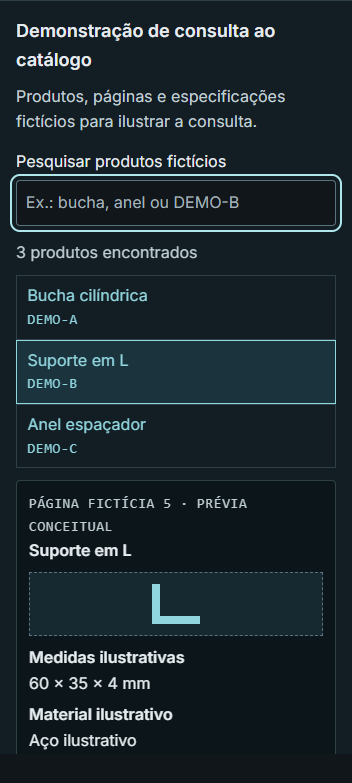 Demonstração de consulta ao
catálogo
Produtos, páginas e especificações
fictícios para ilustrar a consulta.
Pesquisar produtos fictícios
Ex.: bucha, anel ou DEMO-B
3 produtos encontrados
Bucha cilíndrica
DEMO-A
Suporte em L
DEMO-B
Anel espaçador
DEMO-C
PÁGINA FICTÍCIA 5 · PRÉVIA
CONCEITUAL
Suporte em L
Medidas ilustrativas
60 × 35 × 4 mm
Material ilustrativo
Aço ilustrativo